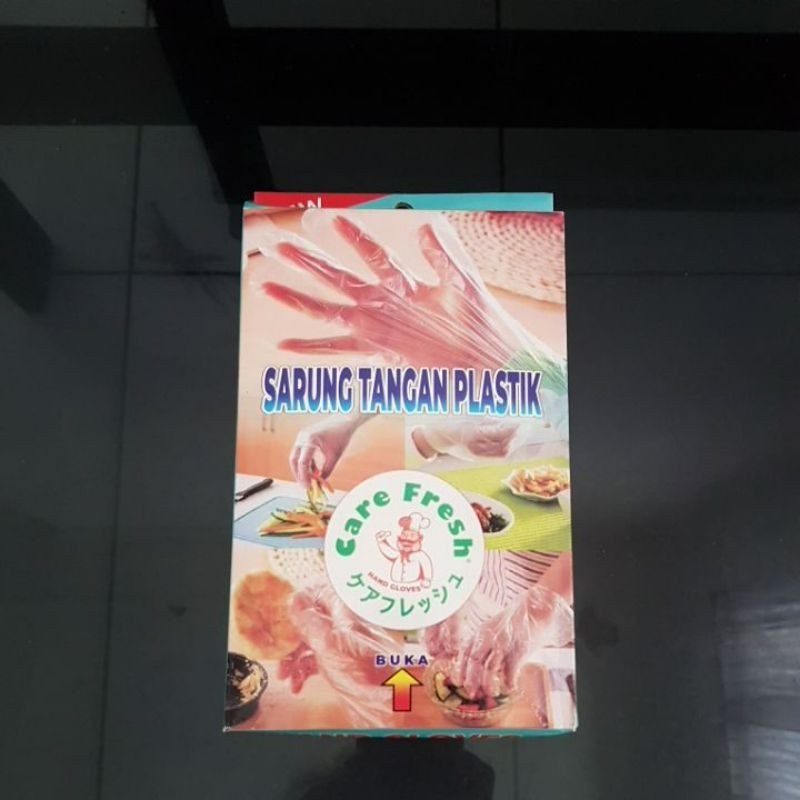 SARUNG TANGAN PLASTIK
Care Fresh
HAND GLOVES
ケアフレッシュ
BUKA